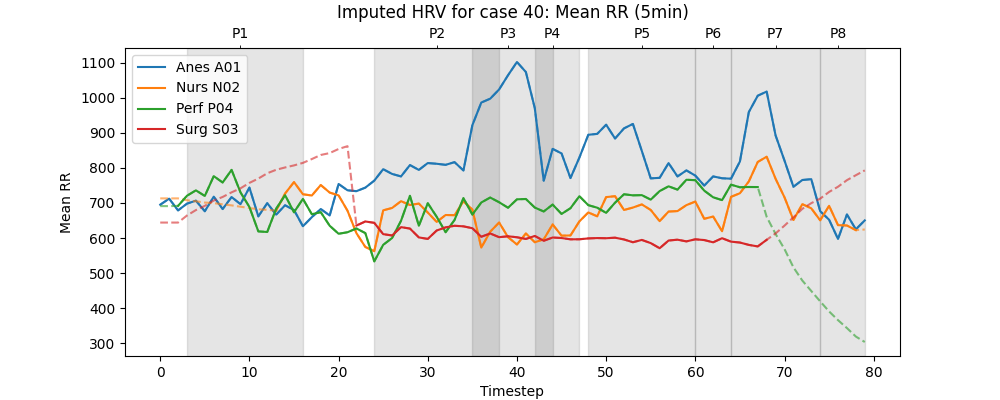 Imputed HRV for case 40: Mean RR (5min)
P1 P2 P3 P4 P5 P6 P7 P8
1100
1000
900
800
700
600
500
400
300
Mean RR
Anes A01
Nurs N02
Perf P04
Surg S03
0 10 20 30 40 50 60 70 80
Timestep